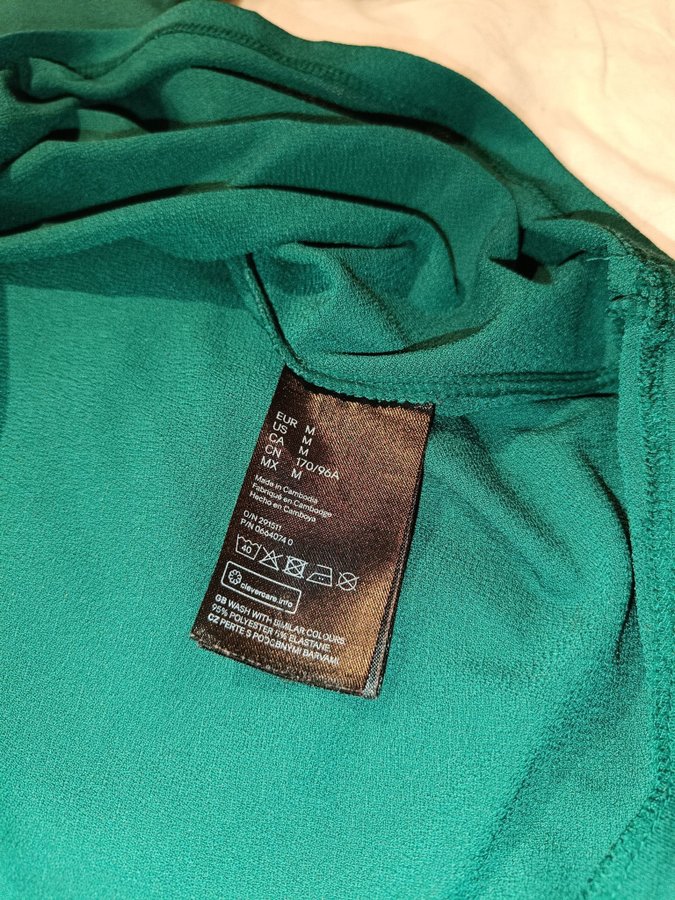 EUR M
US M
CA M
CN 170/96A
MX M
Made in Cambodia
Fabriqué en Cambodge
Hecho en Camboya
O/N 291511
P/N 0664074 0
40
clevercare.info
GB WASH WITH SIMILAR COLOURS
95% POLYESTER 5% ELASTANE
CZ PERTE S PODOBNÝMI BARVAMI